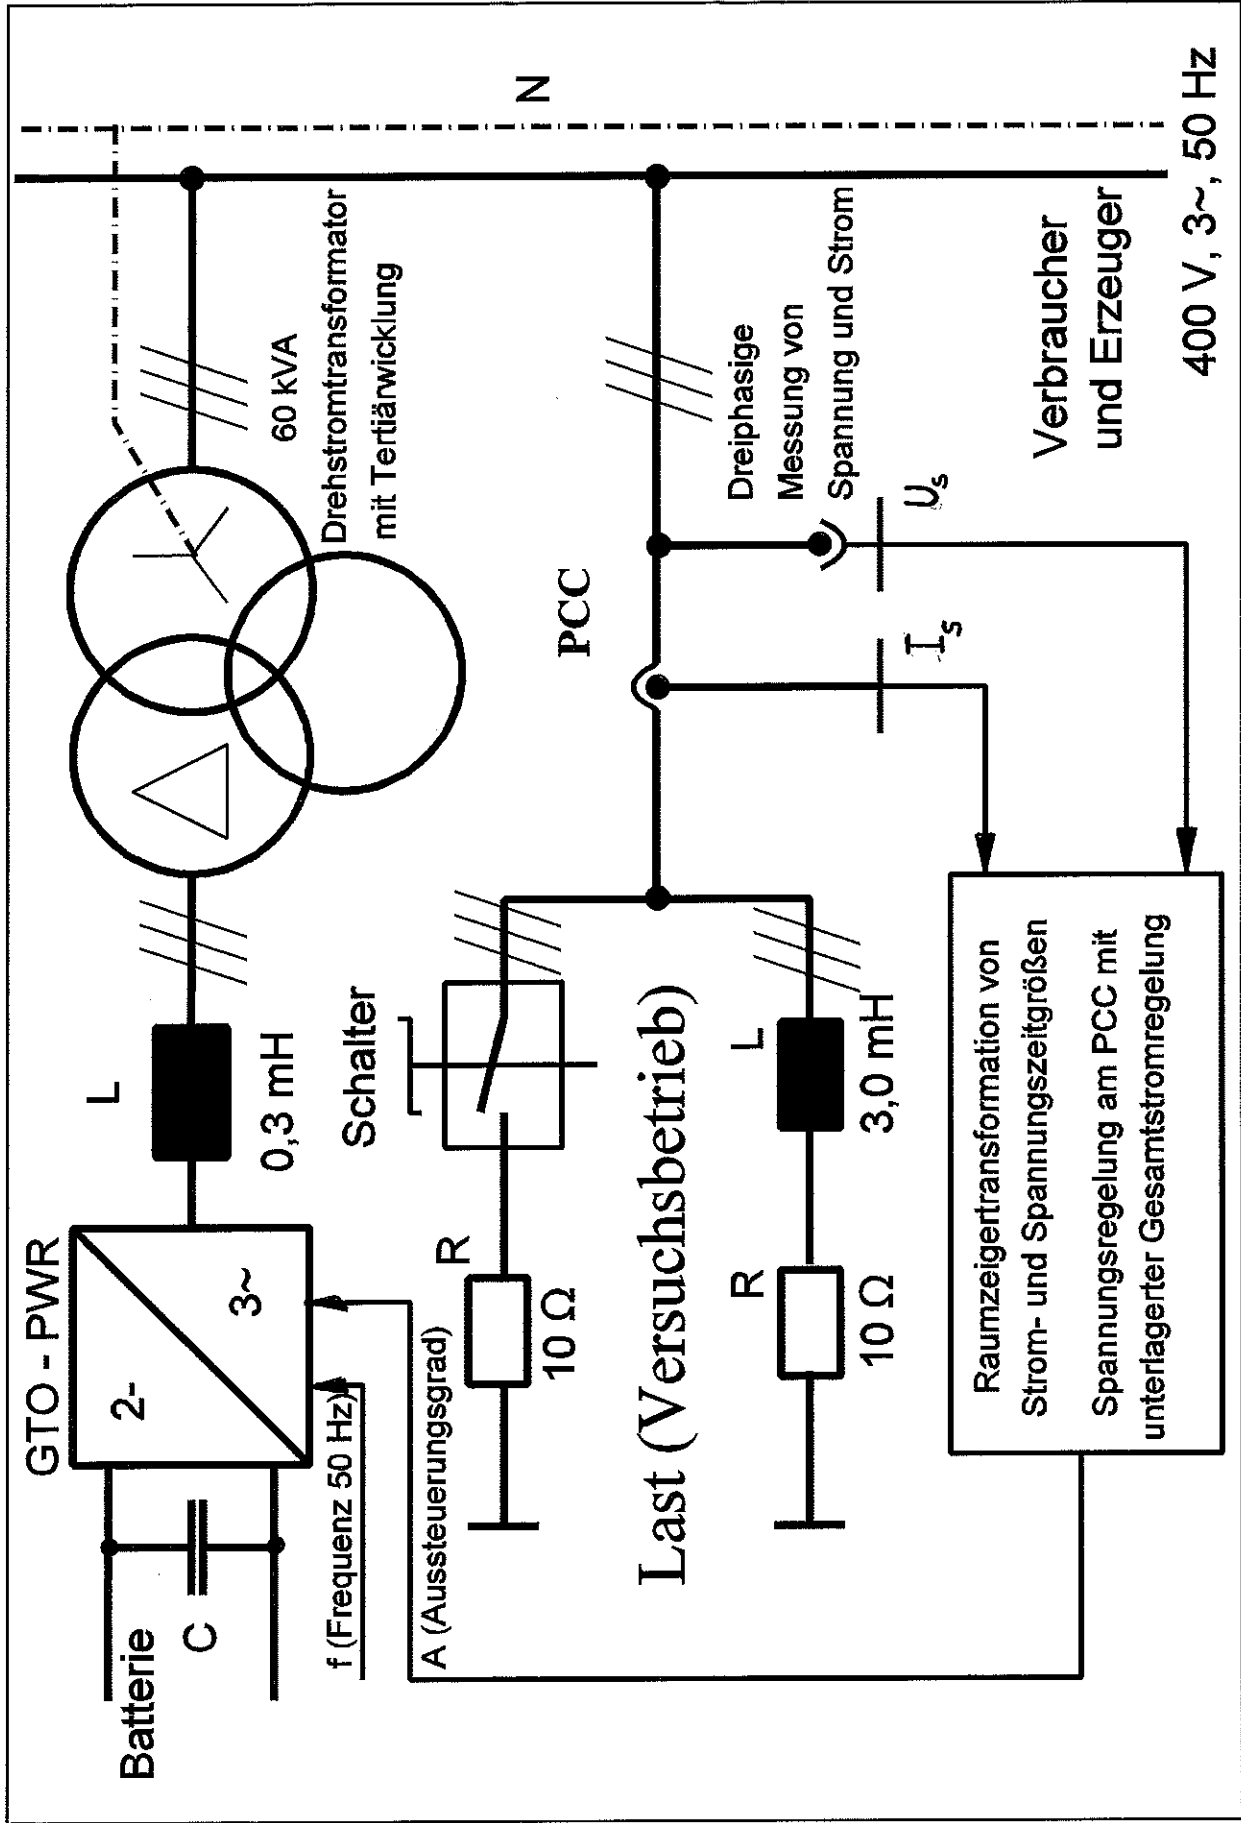 GTO - PWR
Batterie
C
2-
3~
L
0,3 mH
60 kVA
Drehstromtransformator
mit Tertiärwicklung
N
f (Frequenz 50 Hz)
A (Aussteuerungsgrad)
Schalter
R
10 Ω
PCC
Last (Versuchsbetrieb)
R
10 Ω
L
3,0 mH
Dreiphasige
Messung von
Spannung und Strom
I s
U s
Verbraucher
und Erzeuger
Raumzeigertransformation von
Strom- und Spannungszeitgrößen
Spannungsregelung am PCC mit
unterlagerter Gesamtstromregelung
400 V, 3~, 50 Hz